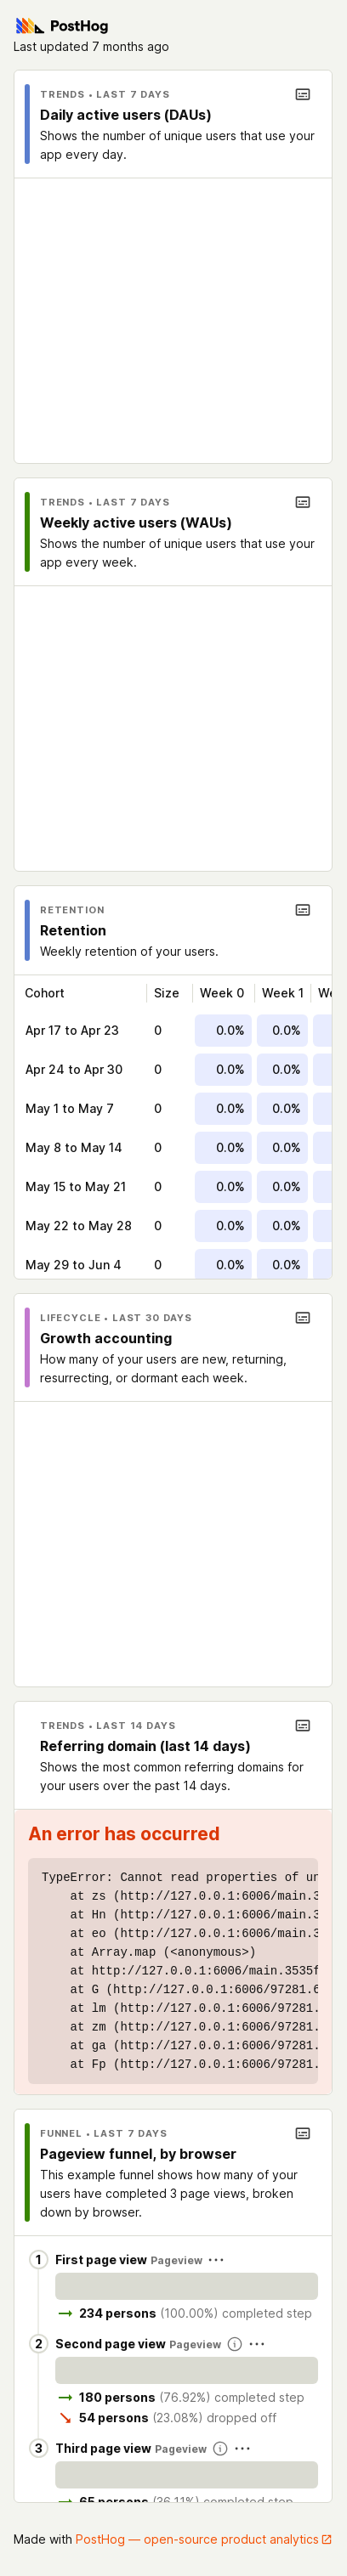 PostHog
Last updated 7 months ago
TRENDS • LAST 7 DAYS
Daily active users (DAUs)
Shows the number of unique users that use your
app every day.
TRENDS • LAST 7 DAYS
Weekly active users (WAUs)
Shows the number of unique users that use your
app every week.
RETENTION
Retention
Weekly retention of your users.
Cohort Size Week 0 Week 1 We
Apr 17 to Apr 23 0 0.0% 0.0%
Apr 24 to Apr 30 0 0.0% 0.0%
May 1 to May 7 0 0.0% 0.0%
May 8 to May 14 0 0.0% 0.0%
May 15 to May 21 0 0.0% 0.0%
May 22 to May 28 0 0.0% 0.0%
May 29 to Jun 4 0 0.0% 0.0%
LIFECYCLE • LAST 30 DAYS
Growth accounting
How many of your users are new, returning,
resurrecting, or dormant each week.
TRENDS • LAST 14 DAYS
Referring domain (last 14 days)
Shows the most common referring domains for
your users over the past 14 days.
An error has occurred
TypeError: Cannot read properties of un
at zs (http://127.0.0.1:6006/main.3
at Hn (http://127.0.0.1:6006/main.3
at eo (http://127.0.0.1:6006/main.3
at Array.map (<anonymous>)
at http://127.0.0.1:6006/main.3535f
at G (http://127.0.0.1:6006/97281.6
at lm (http://127.0.0.1:6006/97281.
at zm (http://127.0.0.1:6006/97281.
at ga (http://127.0.0.1:6006/97281.
at Fp (http://127.0.0.1:6006/97281.
FUNNEL • LAST 7 DAYS
Pageview funnel, by browser
This example funnel shows how many of your
users have completed 3 page views, broken
down by browser.
1 First page view Pageview
234 persons (100.00%) completed step
2 Second page view Pageview
180 persons (76.92%) completed step
54 persons (23.08%) dropped off
3 Third page view Pageview
65 persons (36.11%) completed step
Made with PostHog — open-source product analytics